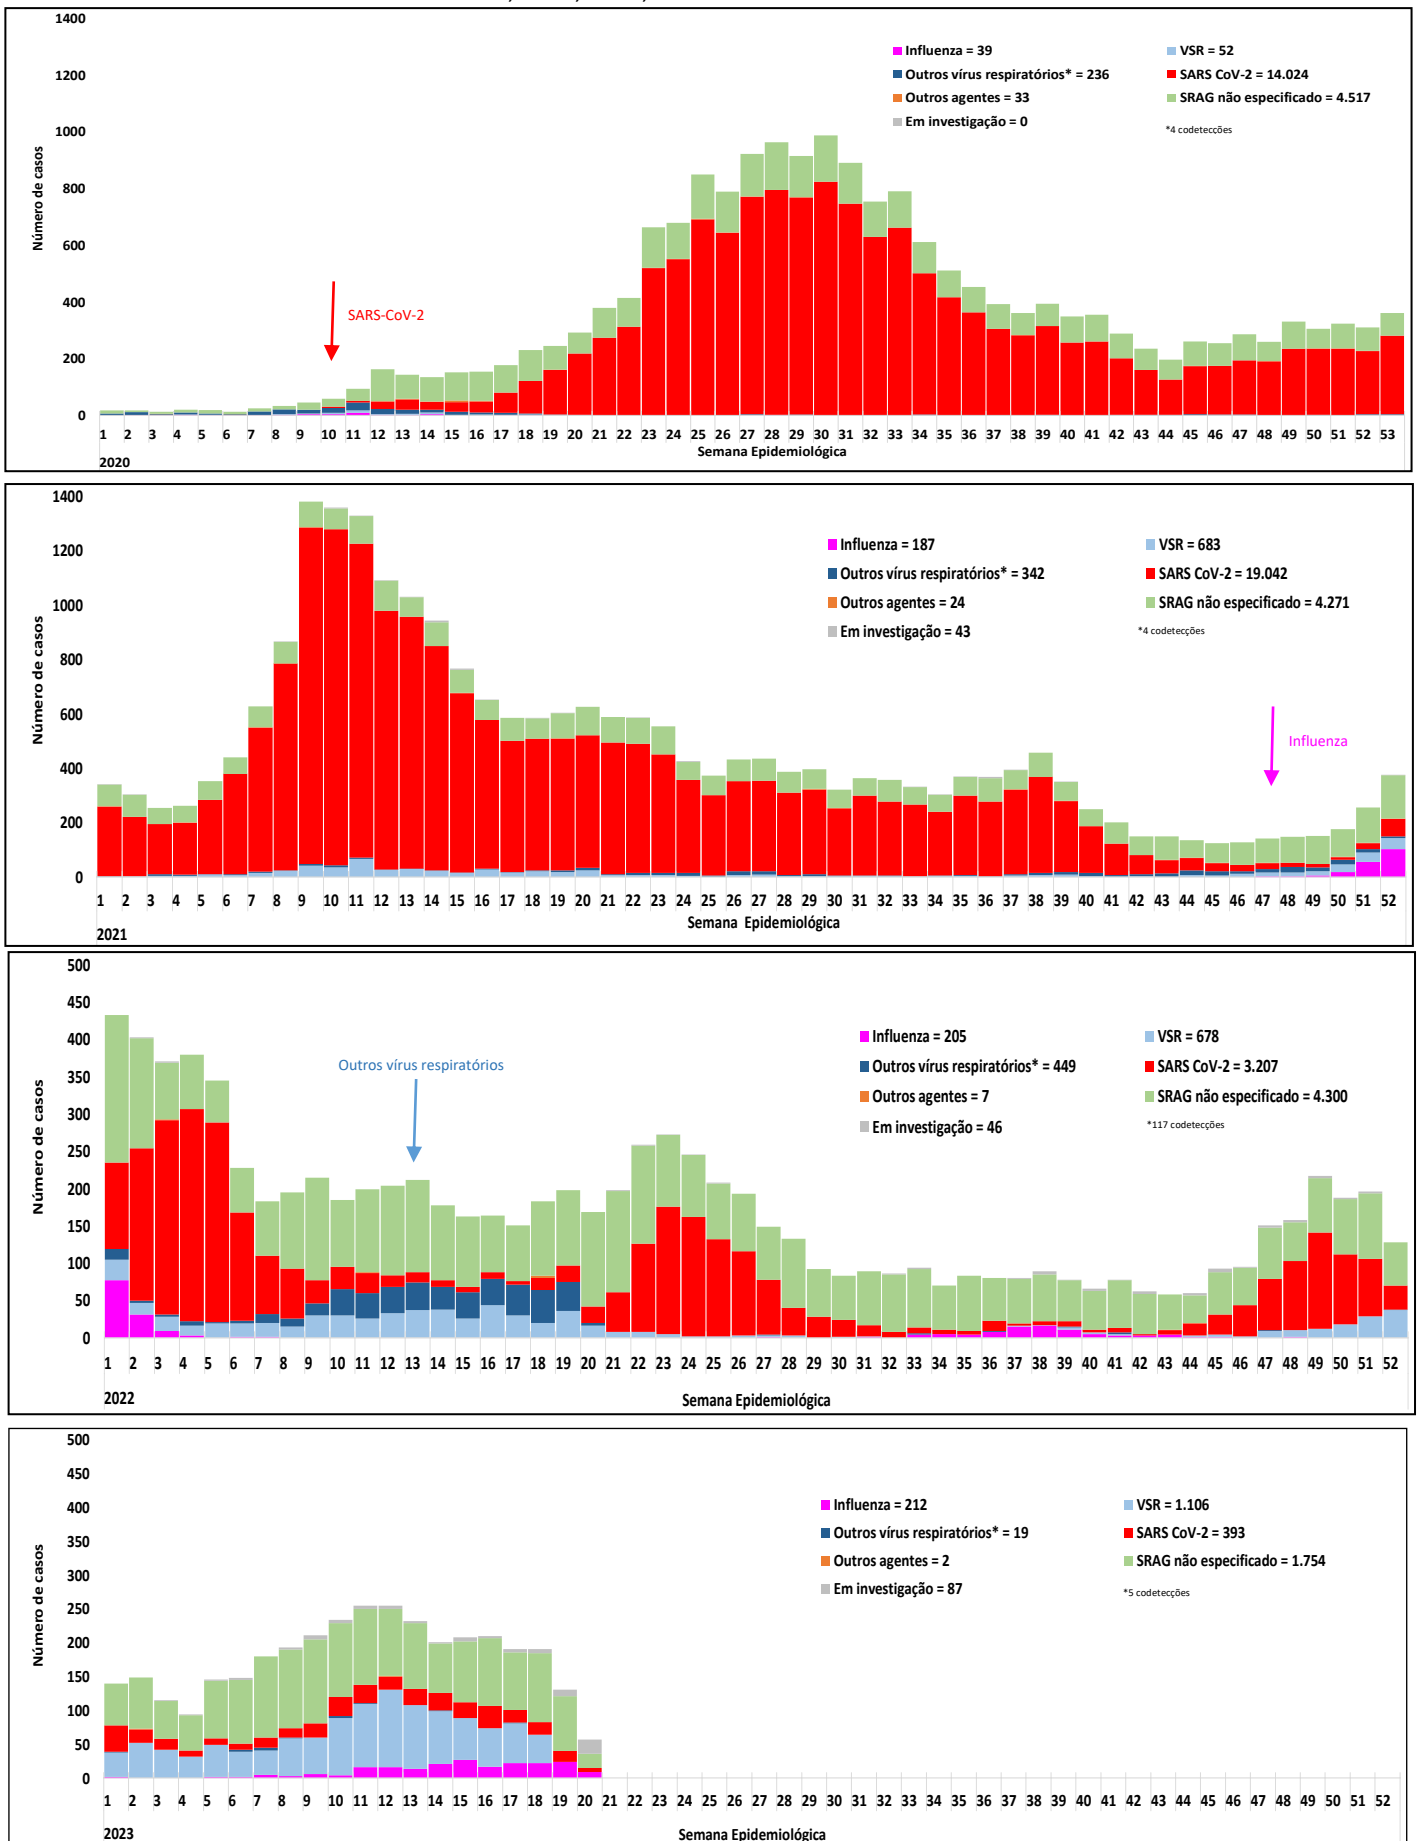 1400
1200
1000
800
600
400
200
0
Número de casos
Influenza = 39
VSR = 52
Outros vírus respiratórios* = 236
SARS CoV-2 = 14.024
Outros agentes = 33
SRAG não especificado = 4.517
Em investigação = 0
*4 codetecções
SARS-CoV-2
1 2 3 4 5 6 7 8 9 10 11 12 13 14 15 16 17 18 19 20 21 22 23 24 25 26 27 28 29 30 31 32 33 34 35 36 37 38 39 40 41 42 43 44 45 46 47 48 49 50 51 52 53
Semana Epidemiológica
2020
1400
1200
1000
800
600
400
200
0
Número de casos
Influenza = 187
VSR = 683
Outros vírus respiratórios* = 342
SARS CoV-2 = 19.042
Outros agentes = 24
SRAG não especificado = 4.271
Em investigação = 43
*4 codetecções
Influenza
1 2 3 4 5 6 7 8 9 10 11 12 13 14 15 16 17 18 19 20 21 22 23 24 25 26 27 28 29 30 31 32 33 34 35 36 37 38 39 40 41 42 43 44 45 46 47 48 49 50 51 52
Semana Epidemiológica
2021
500
450
400
350
300
250
200
150
100
50
0
Número de casos
Influenza = 205
VSR = 678
Outros vírus respiratórios
Outros vírus respiratórios* = 449
SARS CoV-2 = 3.207
Outros agentes = 7
SRAG não especificado = 4.300
Em investigação = 46
*117 codetecções
1 2 3 4 5 6 7 8 9 10 11 12 13 14 15 16 17 18 19 20 21 22 23 24 25 26 27 28 29 30 31 32 33 34 35 36 37 38 39 40 41 42 43 44 45 46 47 48 49 50 51 52
2022
Semana Epidemiológica
500
450
400
350
300
250
200
150
100
50
0
Número de casos
Influenza = 212
VSR = 1.106
Outros vírus respiratórios* = 19
SARS CoV-2 = 393
Outros agentes = 2
SRAG não especificado = 1.754
Em investigação = 87
*5 codetecções
1 2 3 4 5 6 7 8 9 10 11 12 13 14 15 16 17 18 19 20 21 22 23 24 25 26 27 28 29 30 31 32 33 34 35 36 37 38 39 40 41 42 43 44 45 46 47 48 49 50 51 52
2023
Semana Epidemiológica